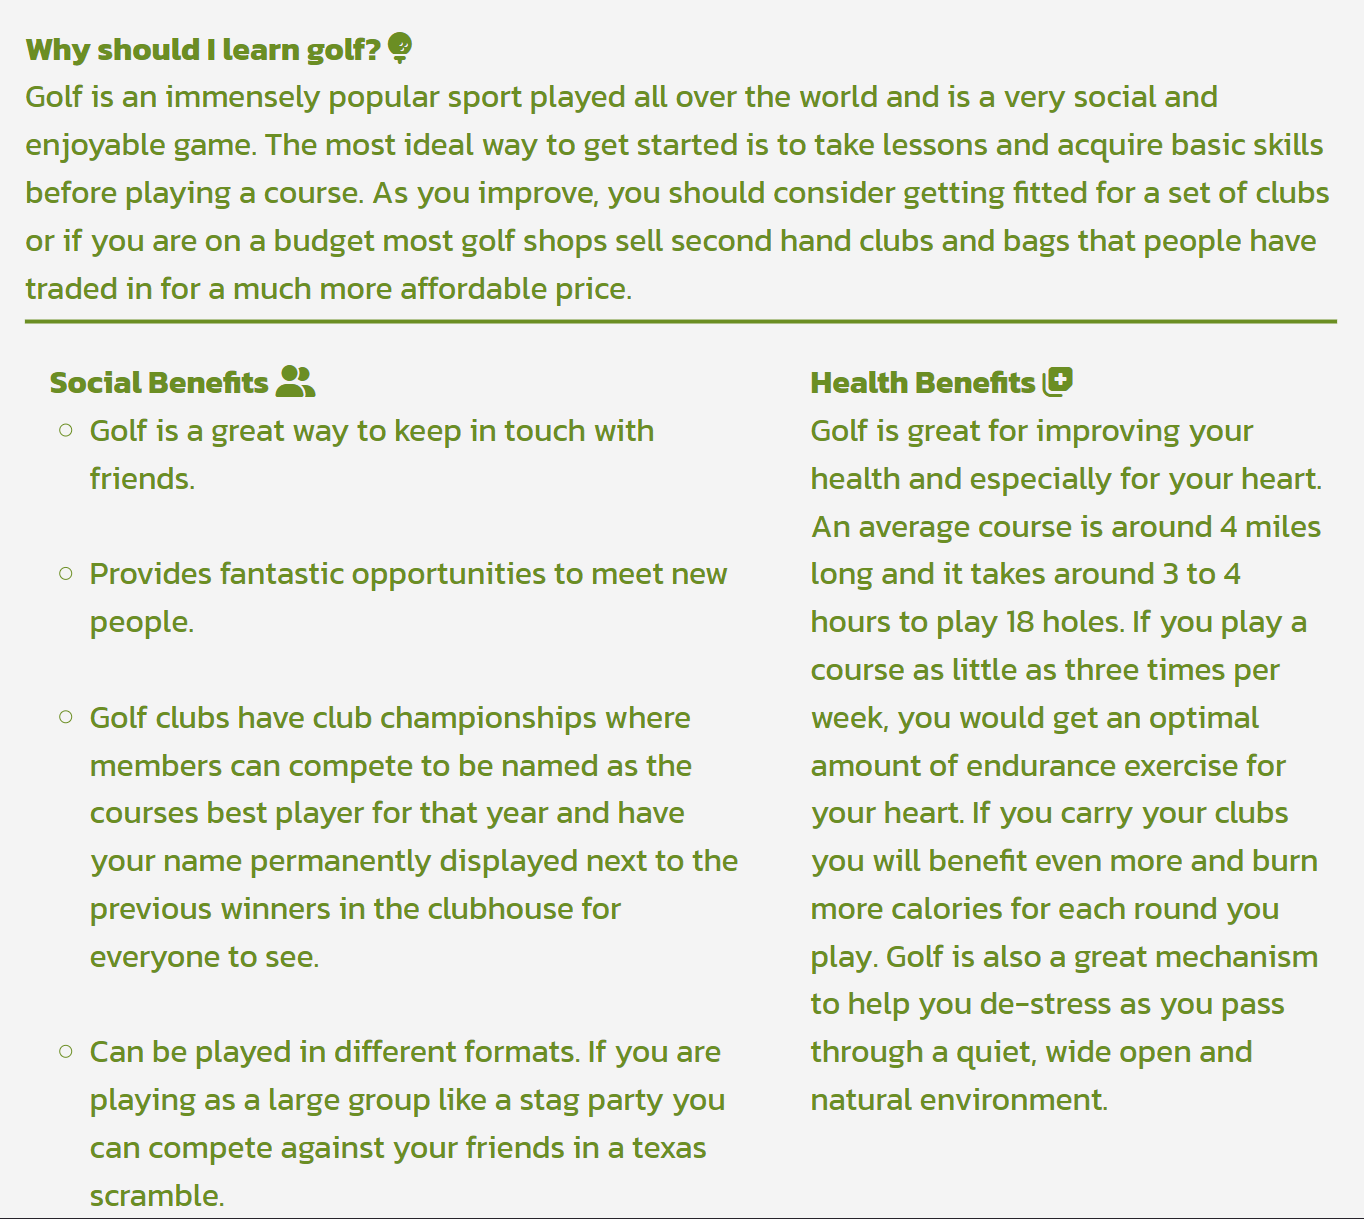 Why should I learn golf?
Golf is an immensely popular sport played all over the world and is a very social and
enjoyable game. The most ideal way to get started is to take lessons and acquire basic skills
before playing a course. As you improve, you should consider getting fitted for a set of clubs
or if you are on a budget most golf shops sell second hand clubs and bags that people have
traded in for a much more affordable price.
Social Benefits
Golf is a great way to keep in touch with
friends.
Provides fantastic opportunities to meet new
people.
Golf clubs have club championships where
members can compete to be named as the
courses best player for that year and have
your name permanently displayed next to the
previous winners in the clubhouse for
everyone to see.
Can be played in different formats. If you are
playing as a large group like a stag party you
can compete against your friends in a texas
scramble.
Health Benefits
Golf is great for improving your
health and especially for your heart.
An average course is around 4 miles
long and it takes around 3 to 4
hours to play 18 holes. If you play a
course as little as three times per
week, you would get an optimal
amount of endurance exercise for
your heart. If you carry your clubs
you will benefit even more and burn
more calories for each round you
play. Golf is also a great mechanism
to help you de-stress as you pass
through a quiet, wide open and
natural environment.